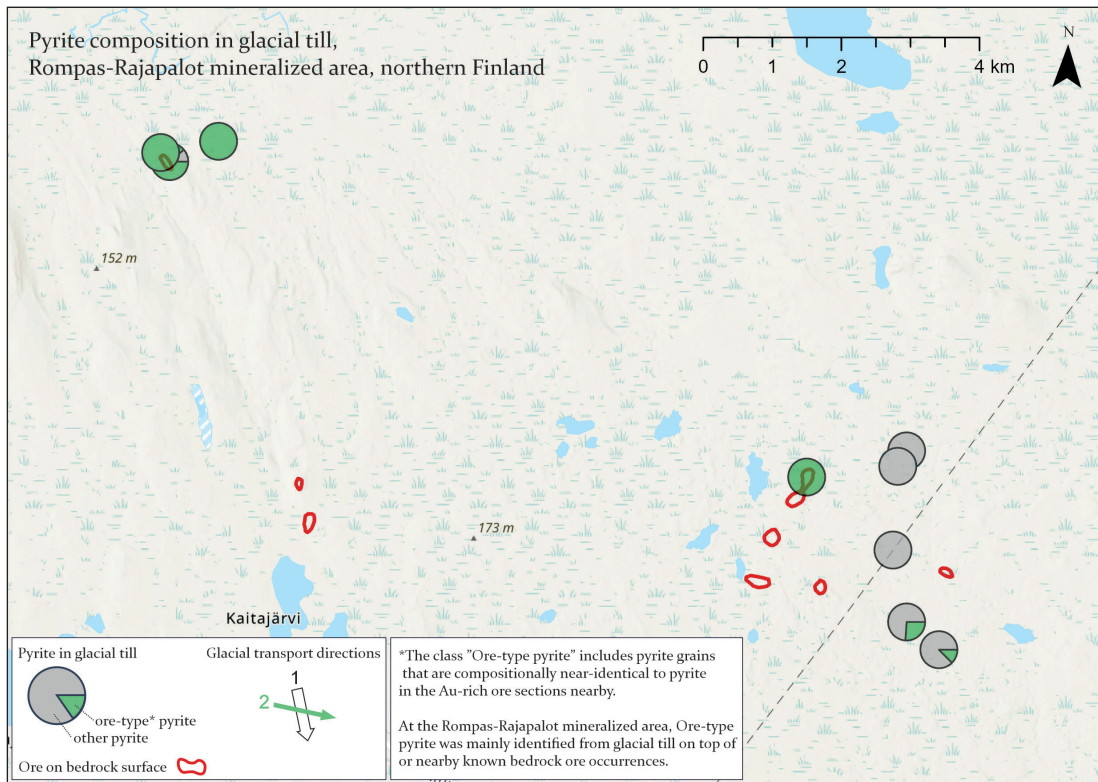 Pyrite composition in glacial till,
Rompas-Rajapalot mineralized area, northern Finland
N
0 1 2 4 km
152 m
173 m
Kaitajärvi
Pyrite in glacial till
ore-type* pyrite
other pyrite
Ore on bedrock surface
Glacial transport directions
1
2
*The class "Ore-type pyrite" includes pyrite grains
that are compositionally near-identical to pyrite
in the Au-rich ore sections nearby.
At the Rompas-Rajapalot mineralized area, Ore-type
pyrite was mainly identified from glacial till on top of
or nearby known bedrock ore occurrences.